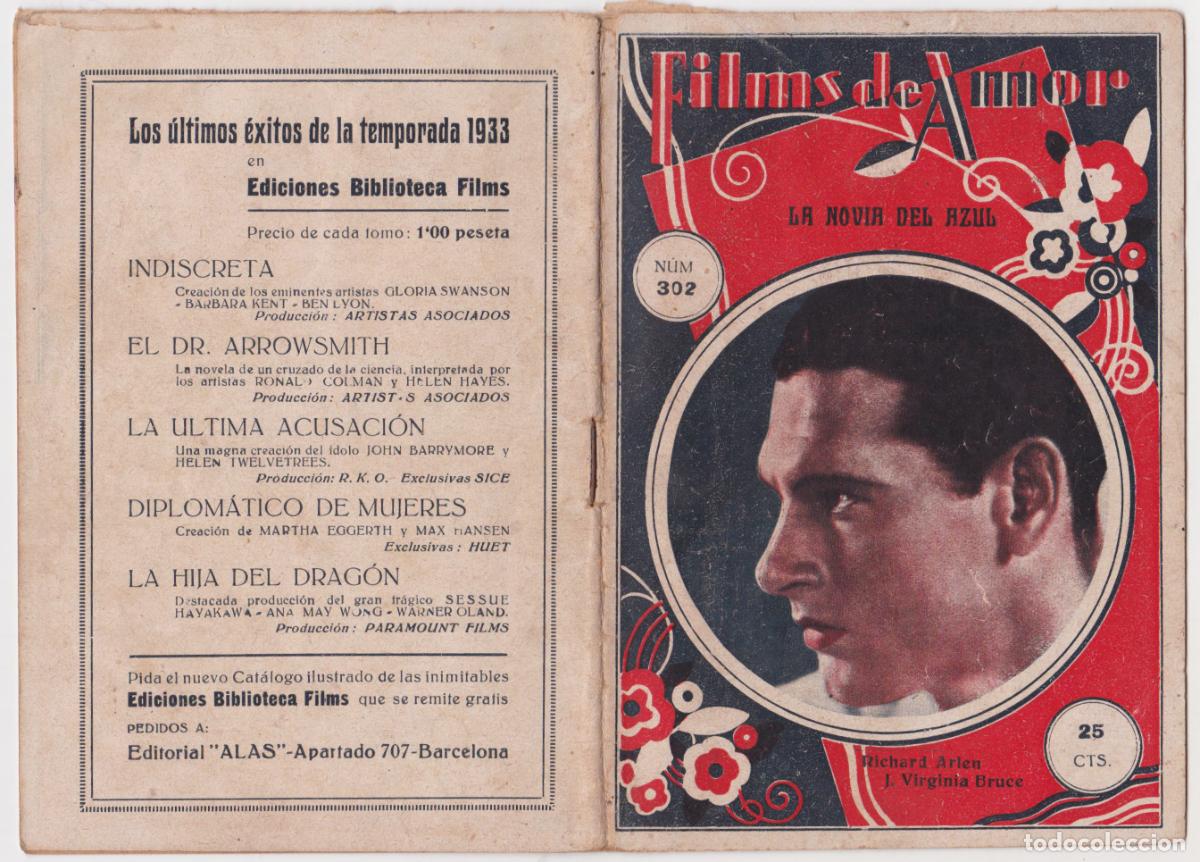 Los últimos éxitos de la temporada 1933
en
Ediciones Biblioteca Films
Precio de cada tomo: 1'00 peseta
INDISCRETA
Creación de los eminentes artistas GLORIA SWANSON
- BARBARA KENT - BEN LYON.
Producción: ARTISTAS ASOCIADOS
EL DR. ARROWSMITH
La novela de un cruzado de la ciencia, interpretada por
los artistas RONALD COLMAN y HELEN HAYES.
Producción: ARTIST S ASOCIADOS
LA ULTIMA ACUSACIÓN
Una magna creación del ídolo JOHN BARRYMORE y
HELEN TWELVETREES.
Producción: R. K. O.- Exclusivas SICE
DIPLOMÁTICO DE MUJERES
Creación de MARTHA EGGERTH y MAX HANSEN
Exclusivas: HUET
LA HIJA DEL DRAGÓN
Destacada producción del gran trágico SESSUE
HAYAKAWA - ANA MAY WONG - WARNER OLAND.
Producción: PARAMOUNT FILMS
Pida el nuevo Catálogo ilustrado de las inimitables
Ediciones Biblioteca Films que se remite gratis
PEDIDOS A:
Editorial "ALAS"-Apartado 707-Barcelona
Films de Amor
LA NOVIA DEL AZUL
NÚM
302
25
CTS.
Richard Arlen
J. Virginia Bruce
todocoleccion.net